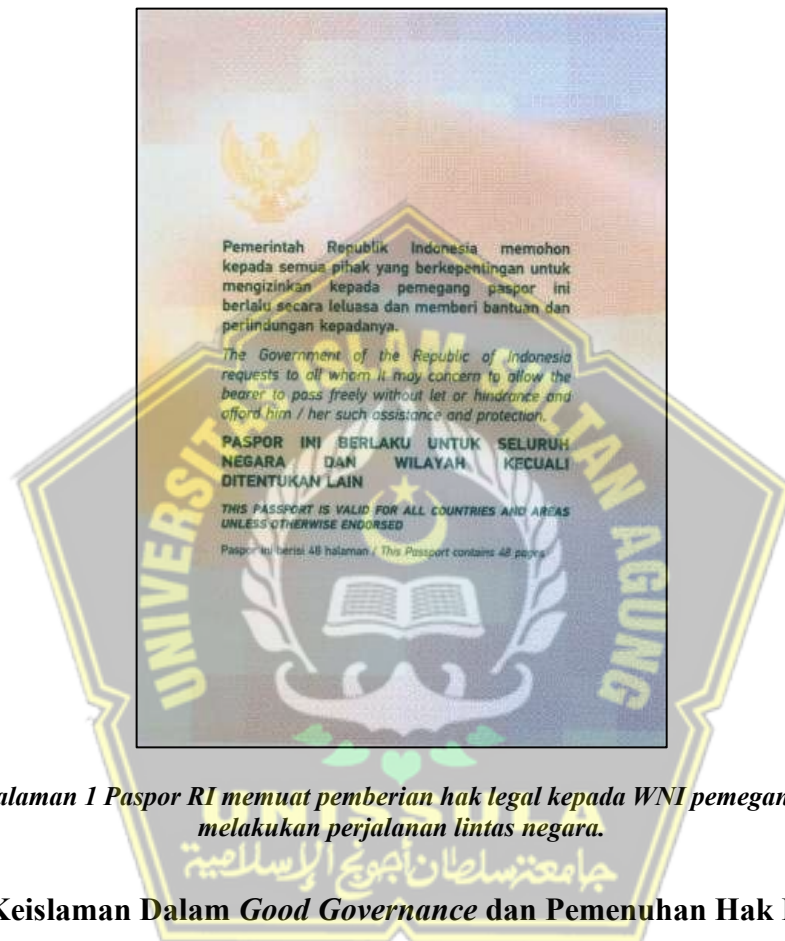 Pemerintah Republik Indonesia memohon
kepada semua pihak yang berkepentingan untuk
mengizinkan kepada pemegang paspor ini
berlalu secara leluasa dan memberi bantuan dan
perlindungan kepadanya.
The Government of the Republic of Indonesia
requests to all whom it may concern to allow the
bearer to pass freely without let or hindrance and
afford him / her such assistance and protection.
PASPOR INI BERLAKU UNTUK SELURUH
NEGARA DAN WILAYAH KECUALI
DITENTUKAN LAIN
THIS PASSPORT IS VALID FOR ALL COUNTRIES AND AREAS
UNLESS OTHERWISE ENDORSED
Paspor ini berisi 48 halaman / This Passport contains 48 pages
UNIVERSITAS ISLAM SULTAN AGUNG
alaman 1 Paspor RI memuat pemberian hak legal kepada WNI pemegan
melakukan perjalanan lintas negara.
UNISSULA
جامعة سلطان أجونج الإسلامية
Keislaman Dalam Good Governance dan Pemenuhan Hak